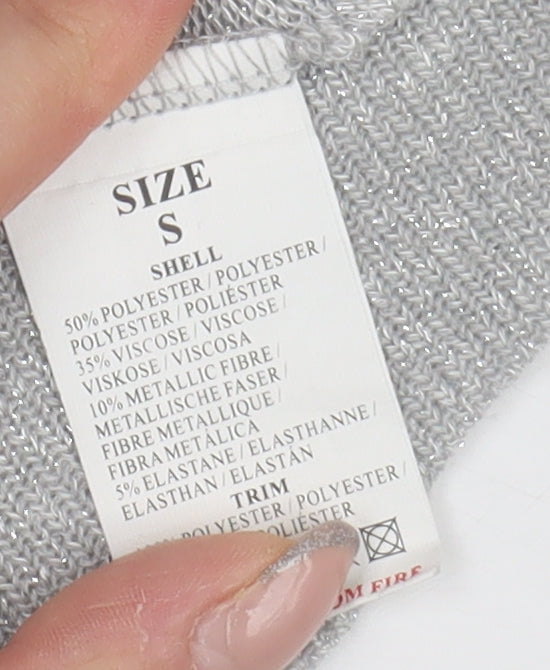 SIZE
S
SHELL
50% POLYESTER / POLYESTER /
POLYESTER / POLIÉSTER
35% VISCOSE / VISCOSE /
VISKOSE / VISCOSA
10% METALLIC FIBRE /
METALLISCHE FASER /
FIBRE METALLIQUE /
FIBRA METÁLICA
5% ELASTANE / ELASTHANNE /
ELASTHAN / ELASTÁN
TRIM
POLYESTER / POLYESTER /
POLIÉSTER
FIRE